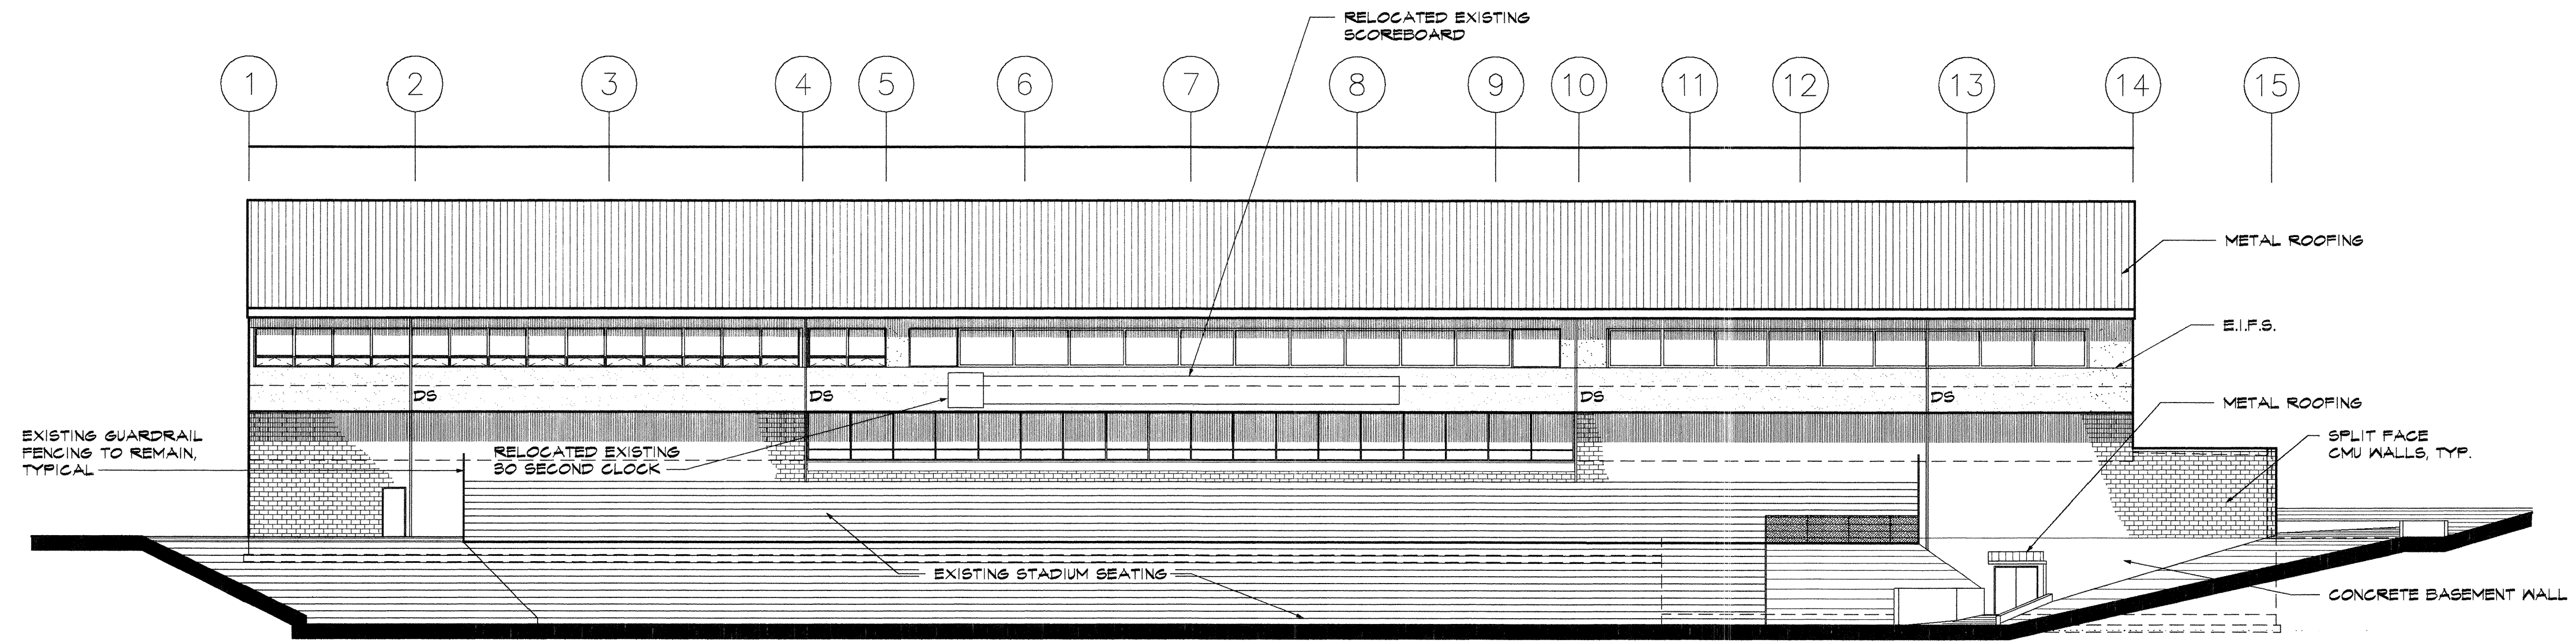 RELOCATED EXISTING
SCOREBOARD
1 2 3 4 5 6 7 8 9 10 11 12 13 14 15
METAL ROOFING
E.I.F.S.
DS DS DS DS
METAL ROOFING
EXISTING GUARDRAIL
FENCING TO REMAIN,
TYPICAL
RELOCATED EXISTING
30 SECOND CLOCK
SPLIT FACE
CMU WALLS, TYP.
EXISTING STADIUM SEATING
CONCRETE BASEMENT WALL